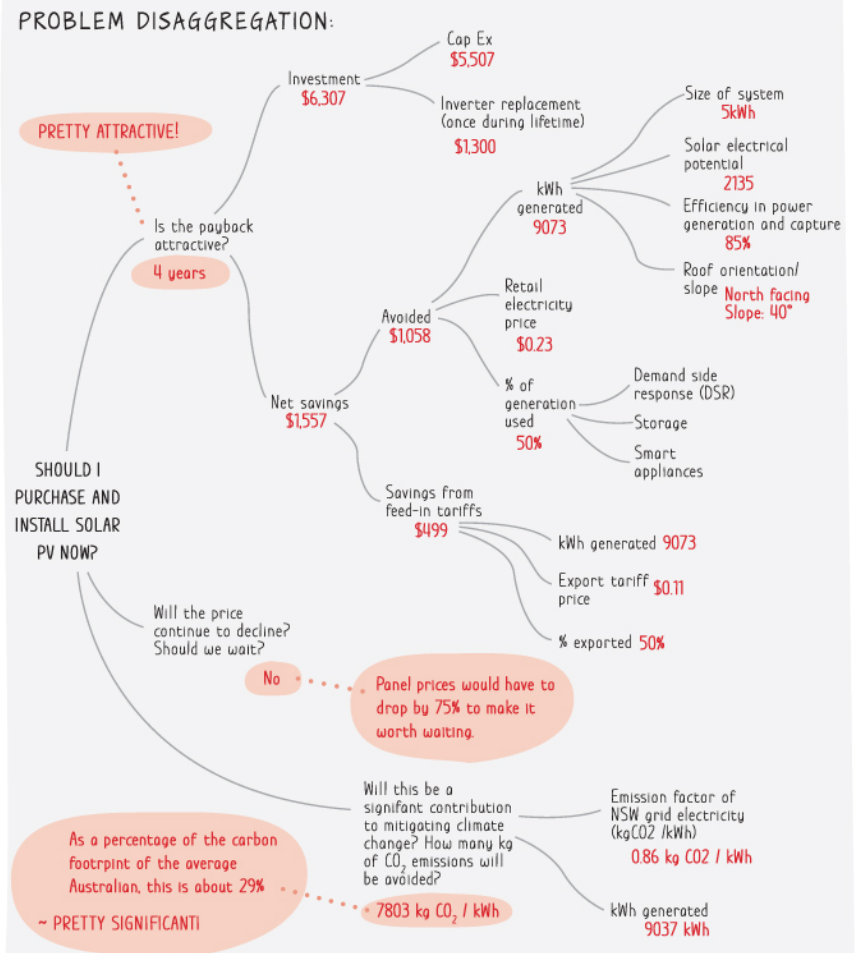 PROBLEM DISAGGREGATION:
Cap Ex
$5,507
Investment
$6,307
Inverter replacement
(once during lifetime)
$1,300
PRETTY ATTRACTIVE!
Is the payback
attractive?
4 years
Size of system
5kWh
Solar electrical
potential
2135
kWh
generated
9073
Efficiency in power
generation and capture
85%
Roof orientation/
slope
North facing
Slope: 40°
Retail
electricity
price
$0.23
Avoided
$1,058
% of
generation
used
50%
Demand side
response (DSR)
Storage
Smart
appliances
Net savings
$1,557
Savings from
feed-in tariffs
$499
kWh generated 9073
Export tariff
price
$0.11
% exported 50%
SHOULD I
PURCHASE AND
INSTALL SOLAR
PV NOW?
Will the price
continue to decline?
Should we wait?
No
Panel prices would have to
drop by 75% to make it
worth waiting.
Will this be a
signifant contribution
to mitigating climate
change? How many kg
of CO₂ emissions will
be avoided?
7803 kg CO₂ / kWh
Emission factor of
NSW grid electricity
(kgCO2 /kWh)
0.86 kg CO2 / kWh
kWh generated
9037 kWh
As a percentage of the carbon
footrpint of the average
Australian, this is about 29%
~ PRETTY SIGNIFICANT!